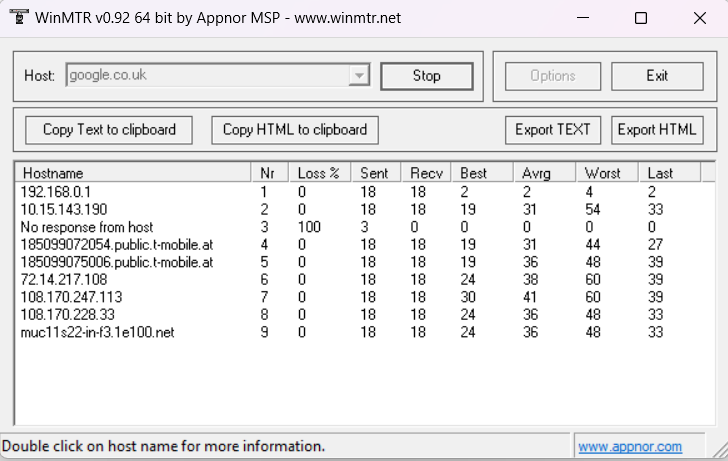 WinMTR v0.92 64 bit by Appnor MSP - www.winmtr.net
Host: google.co.uk Stop Options Exit
Copy Text to clipboard Copy HTML to clipboard Export TEXT Export HTML
Hostname Nr Loss % Sent Recv Best Avrg Worst Last
192.168.0.1 1 0 18 18 2 2 4 2
10.15.143.190 2 0 18 18 19 31 54 33
No response from host 3 100 3 0 0 0 0 0
185099072054.public.t-mobile.at 4 0 18 18 19 31 44 27
185099075006.public.t-mobile.at 5 0 18 18 19 36 48 39
72.14.217.108 6 0 18 18 24 38 60 39
108.170.247.113 7 0 18 18 30 41 60 39
108.170.228.33 8 0 18 18 24 36 48 33
muc11s22-in-f3.1e100.net 9 0 18 18 24 36 48 33
Double click on host name for more information. www.appnor.com